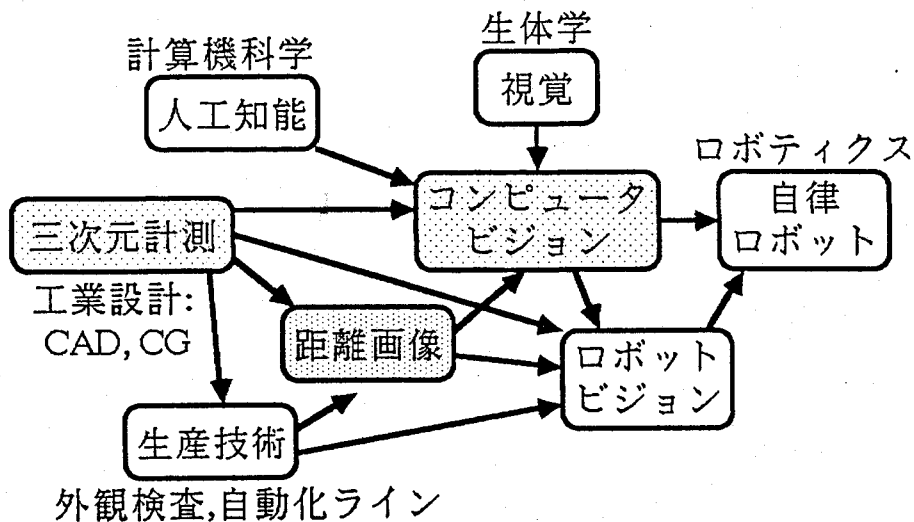 生体学
計算機科学
視覚
人工知能
ロボティクス
コンピュータ
ビジョン
自律
ロボット
三次元計測
工業設計:
CAD, CG
距離画像
ロボット
ビジョン
生産技術
外観検査,自動化ライン